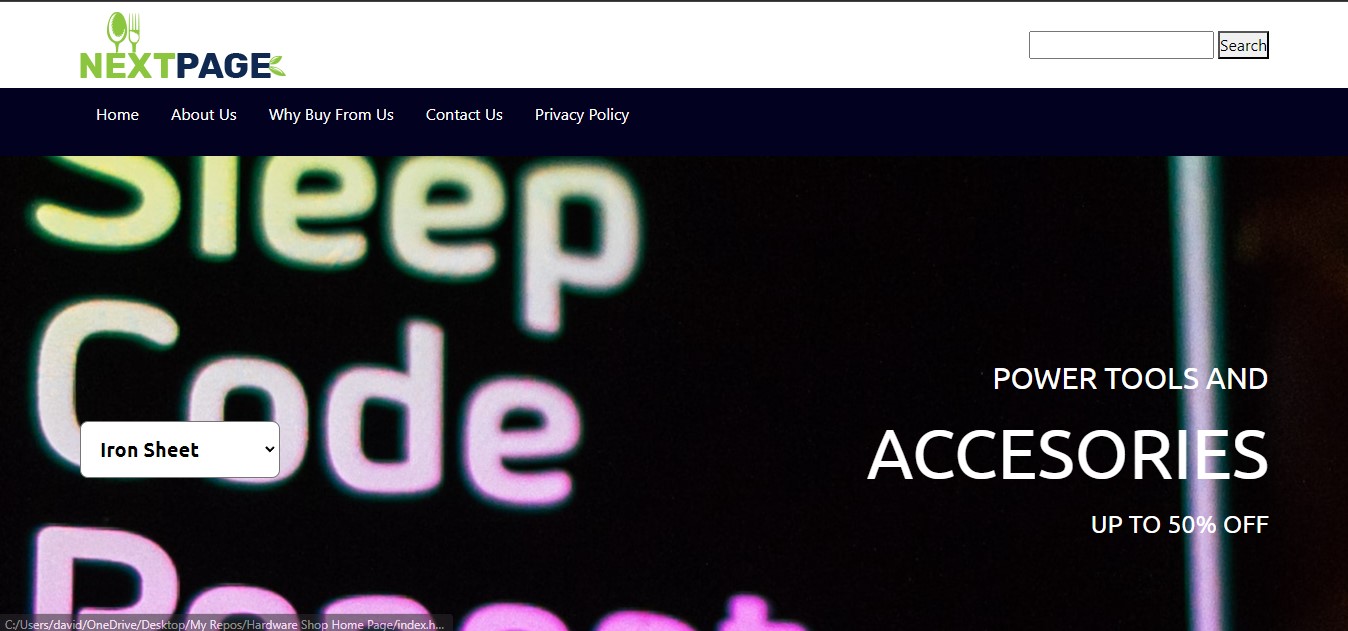 NEXTPAGE
Search
Home About Us Why Buy From Us Contact Us Privacy Policy
Sleep
Code
POWER TOOLS AND
Iron Sheet
ACCESORIES
UP TO 50% OFF
Repeat
C:/Users/david/OneDrive/Desktop/My Repos/Hardware Shop Home Page/index.h...